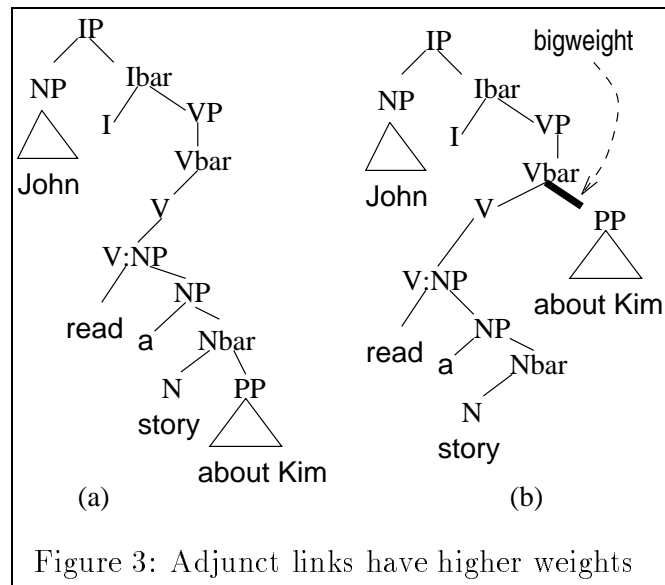 IP
NP
Ibar
John
I
VP
Vbar
V
V:NP
read
NP
a
Nbar
N
PP
story
about Kim
(a)
bigweight
IP
NP
Ibar
John
I
VP
Vbar
V
PP
about Kim
V:NP
read
NP
a
Nbar
N
story
(b)
Figure 3: Adjunct links have higher weights